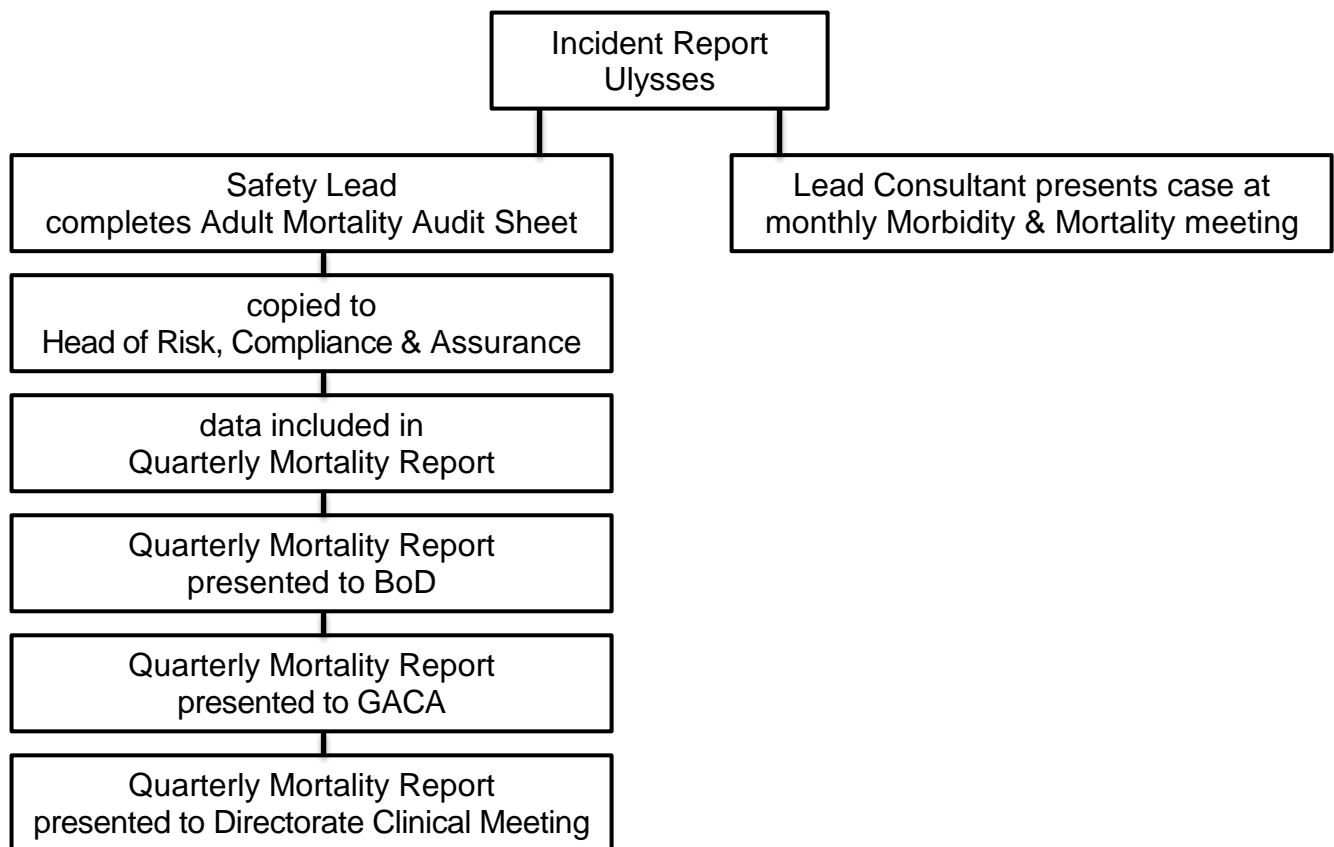 Incident Report
Ulysses
Safety Lead
completes Adult Mortality Audit Sheet
Lead Consultant presents case at
monthly Morbidity & Mortality meeting
copied to
Head of Risk, Compliance & Assurance
data included in
Quarterly Mortality Report
Quarterly Mortality Report
presented to BoD
Quarterly Mortality Report
presented to GACA
Quarterly Mortality Report
presented to Directorate Clinical Meeting